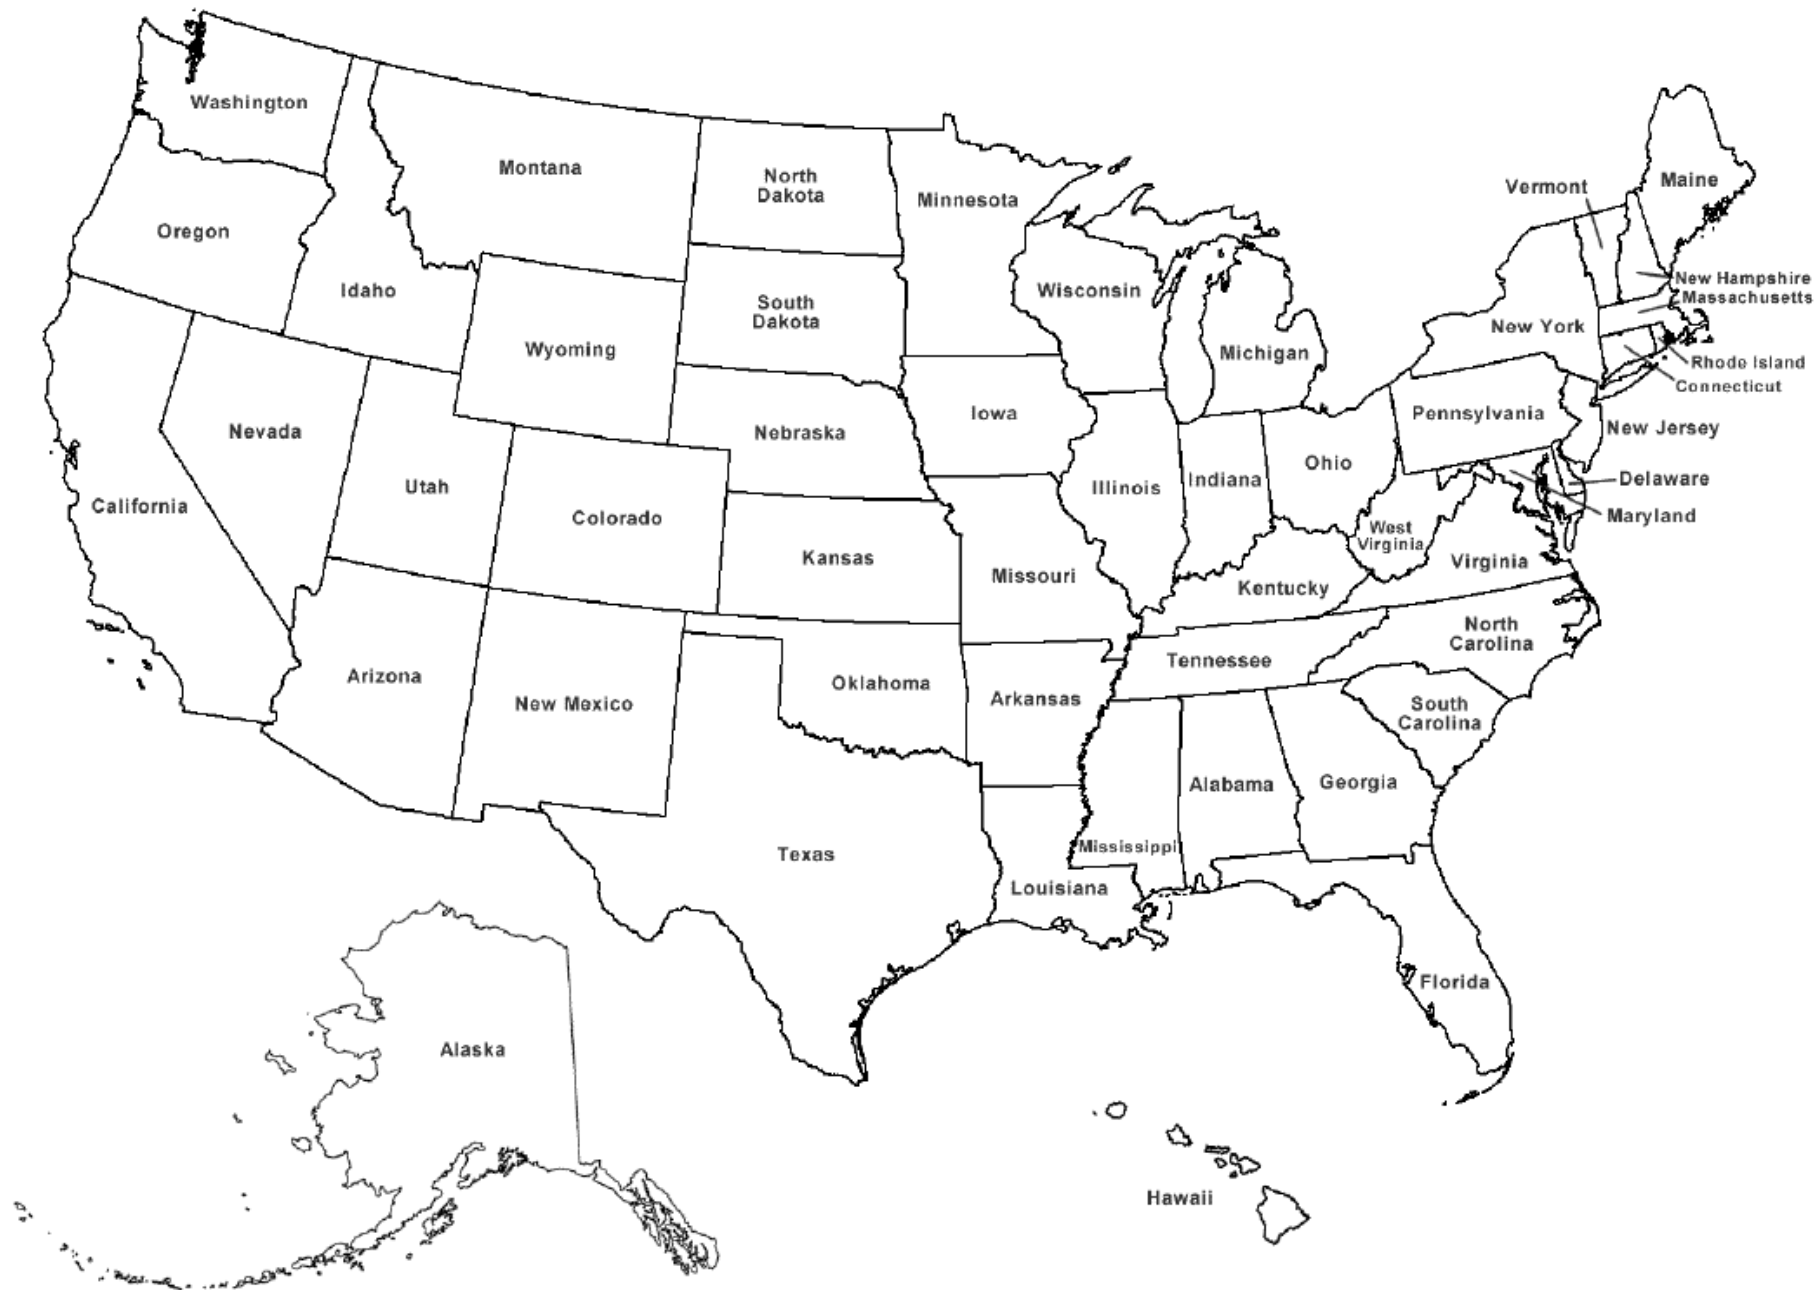 Washington
Montana
North
Dakota
Minnesota
Vermont
Maine
Oregon
Idaho
Wisconsin
New Hampshire
Massachusetts
South
Dakota
Wyoming
Michigan
New York
Rhode Island
Connecticut
Nevada
Nebraska
Iowa
Pennsylvania
New Jersey
Utah
California
Colorado
Illinois
Indiana
Ohio
Delaware
Maryland
West
Virginia
Virginia
Kansas
Missouri
Kentucky
North
Carolina
Arizona
New Mexico
Oklahoma
Arkansas
Tennessee
South
Carolina
Texas
Alabama
Georgia
Mississippi
Louisiana
Florida
Alaska
Hawaii